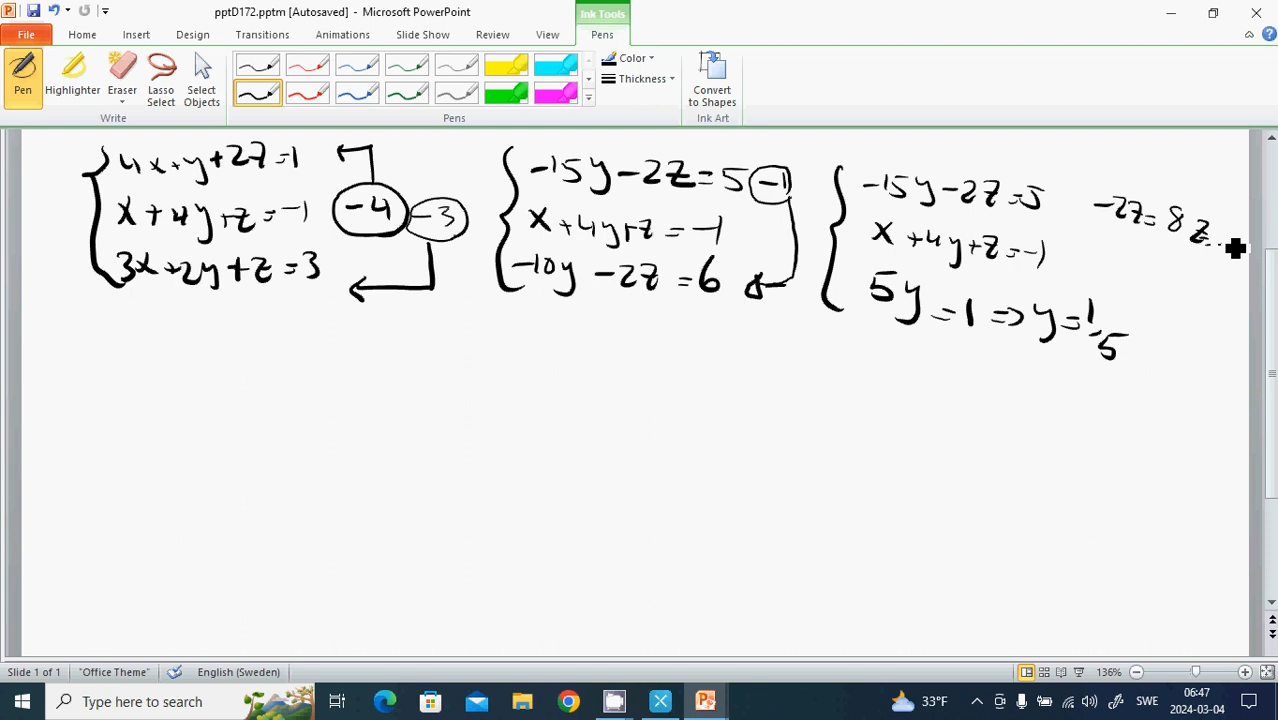 pptD172.pptm [Autosaved] - Microsoft PowerPoint
Ink Tools
File Home Insert Design Transitions Animations Slide Show Review View Pens
Pen
Highlighter
Eraser
Lasso Select
Select Objects
Color
Thickness
Convert to Shapes
Write
Pens
Ink Art
4x+y+2z=1
x+4y+z=-1
3x+2y+z=3
-4
-3
-15y-2z=5
-1
x+4y+z=-1
-10y-2z=6
-15y-2z=5
x+4y+z=-1
5y=1⇒y=1/5
-2z=8
z=
Slide 1 of 1
"Office Theme"
English (Sweden)
136%
Type here to search
33°F
SWE
06:47
2024-03-04